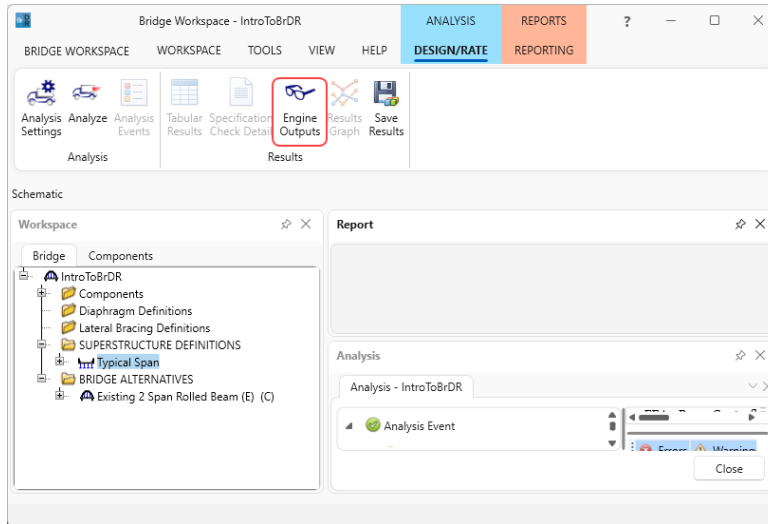 Bridge Workspace - IntroToBrDR
ANALYSIS
REPORTS
?
BRIDGE WORKSPACE
WORKSPACE
TOOLS
VIEW
HELP
DESIGN/RATE
REPORTING
Analysis Settings
Analyze
Analysis Events
Tabular Results
Specification Check Detail
Engine Outputs
Results Graph
Save Results
Analysis
Results
Schematic
Workspace
Bridge
Components
IntroToBrDR
Components
Diaphragm Definitions
Lateral Bracing Definitions
SUPERSTRUCTURE DEFINITIONS
Typical Span
BRIDGE ALTERNATIVES
Existing 2 Span Rolled Beam (E) (C)
Report
Analysis
Analysis - IntroToBrDR
Analysis Event
Errors
Warning
Close